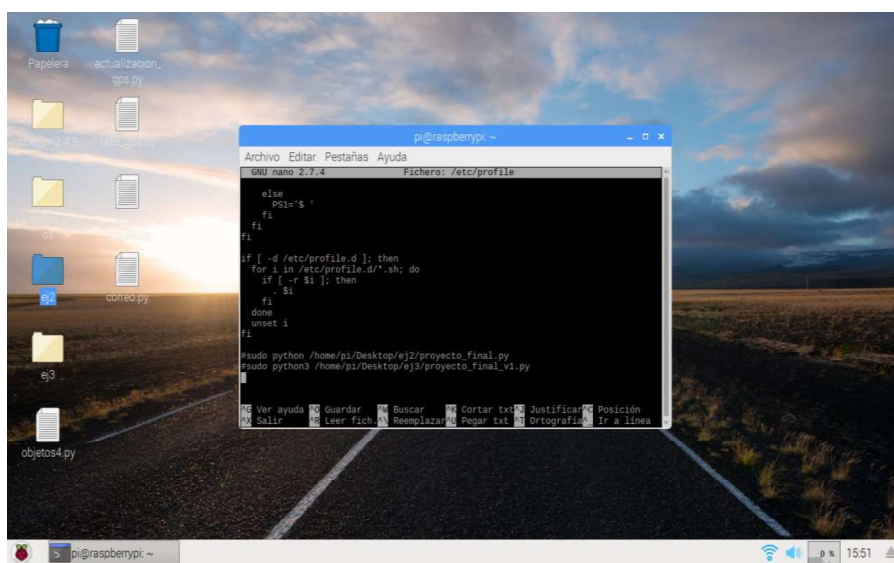 Papelera
actualizacion_
gps.py
ej2
correo.py
ej3
objetos4.py
pi@raspberrypi: ~
Archivo Editar Pestañas Ayuda
GNU nano 2.7.4 Fichero: /etc/profile
else
PS1='$ '
fi
fi
fi
if [ -d /etc/profile.d ]; then
for i in /etc/profile.d/*.sh; do
if [ -r $i ]; then
. $i
fi
done
unset i
fi
#sudo python /home/pi/Desktop/ej2/proyecto_final.py
#sudo python3 /home/pi/Desktop/ej3/proyecto_final_v1.py
^G Ver ayuda ^O Guardar ^W Buscar ^K Cortar txt ^J Justificar ^C Posición
^X Salir ^R Leer fich. ^\ Reemplazar ^U Pegar txt ^T Ortografía ^_ Ir a línea
pi@raspberrypi: ~
0 % 15:51